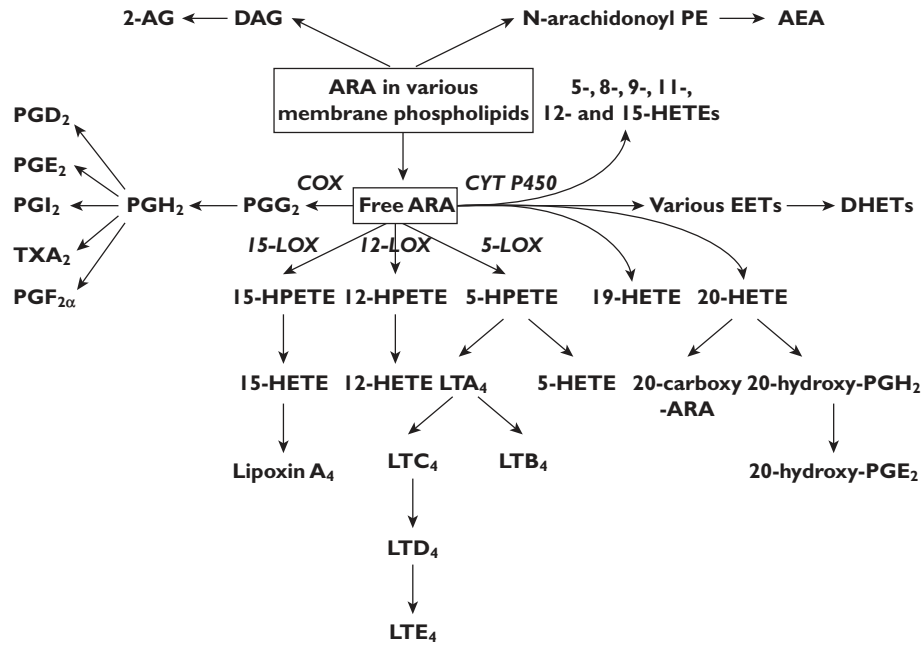 2-AG DAG N-arachidonoyl PE AEA
ARA in various
membrane phospholipids
5-, 8-, 9-, 11-,
12- and 15-HETEs
PGD₂
PGE₂
COX CYT P450
PGI₂ PGH₂ PGG₂ Free ARA Various EETs DHETs
15-LOX 12-LOX 5-LOX
TXA₂
PGF₂α
15-HPETE 12-HPETE 5-HPETE 19-HETE 20-HETE
15-HETE 12-HETE LTA₄ 5-HETE 20-carboxy
-ARA
20-hydroxy-PGH₂
Lipoxin A₄ LTC₄ LTB₄ 20-hydroxy-PGE₂
LTD₄
LTE₄